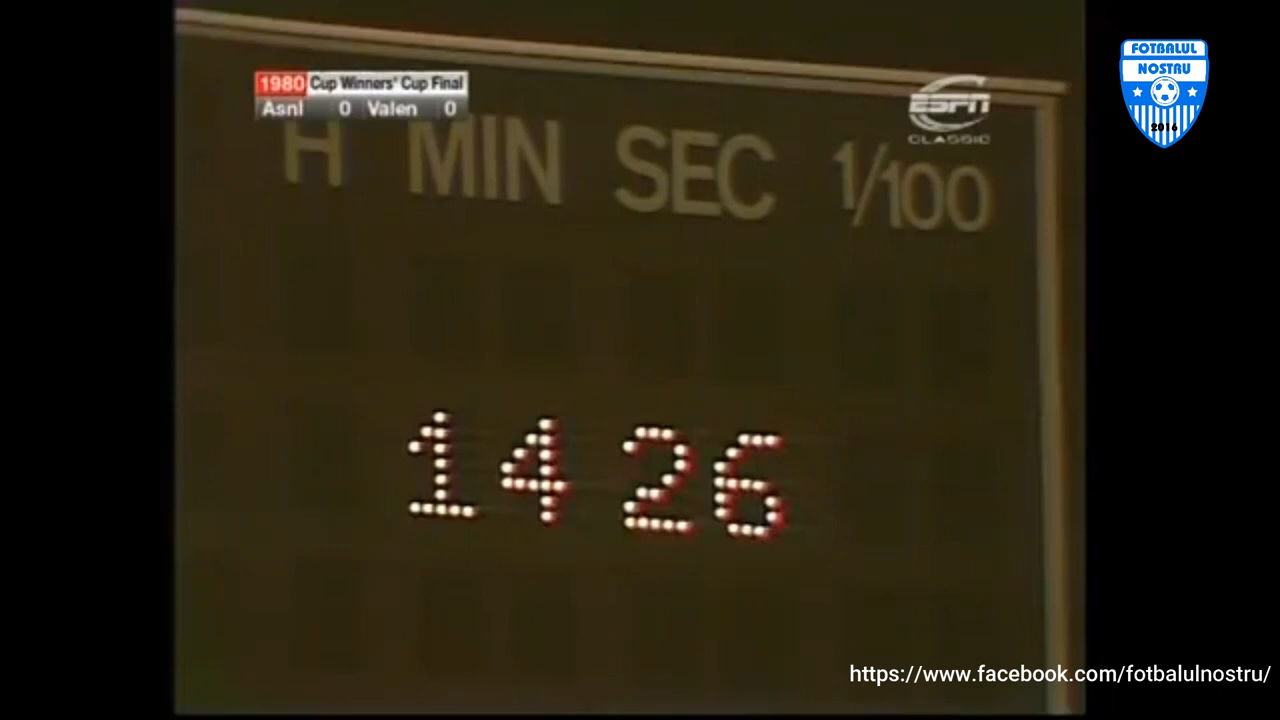 1980 Cup Winners' Cup Final
Asnl 0 Valen 0
ESPN
CLASSIC
FOTBALUL
NOSTRU
2016
H MIN SEC 1/100
14 26
https://www.facebook.com/fotbalulnostru/